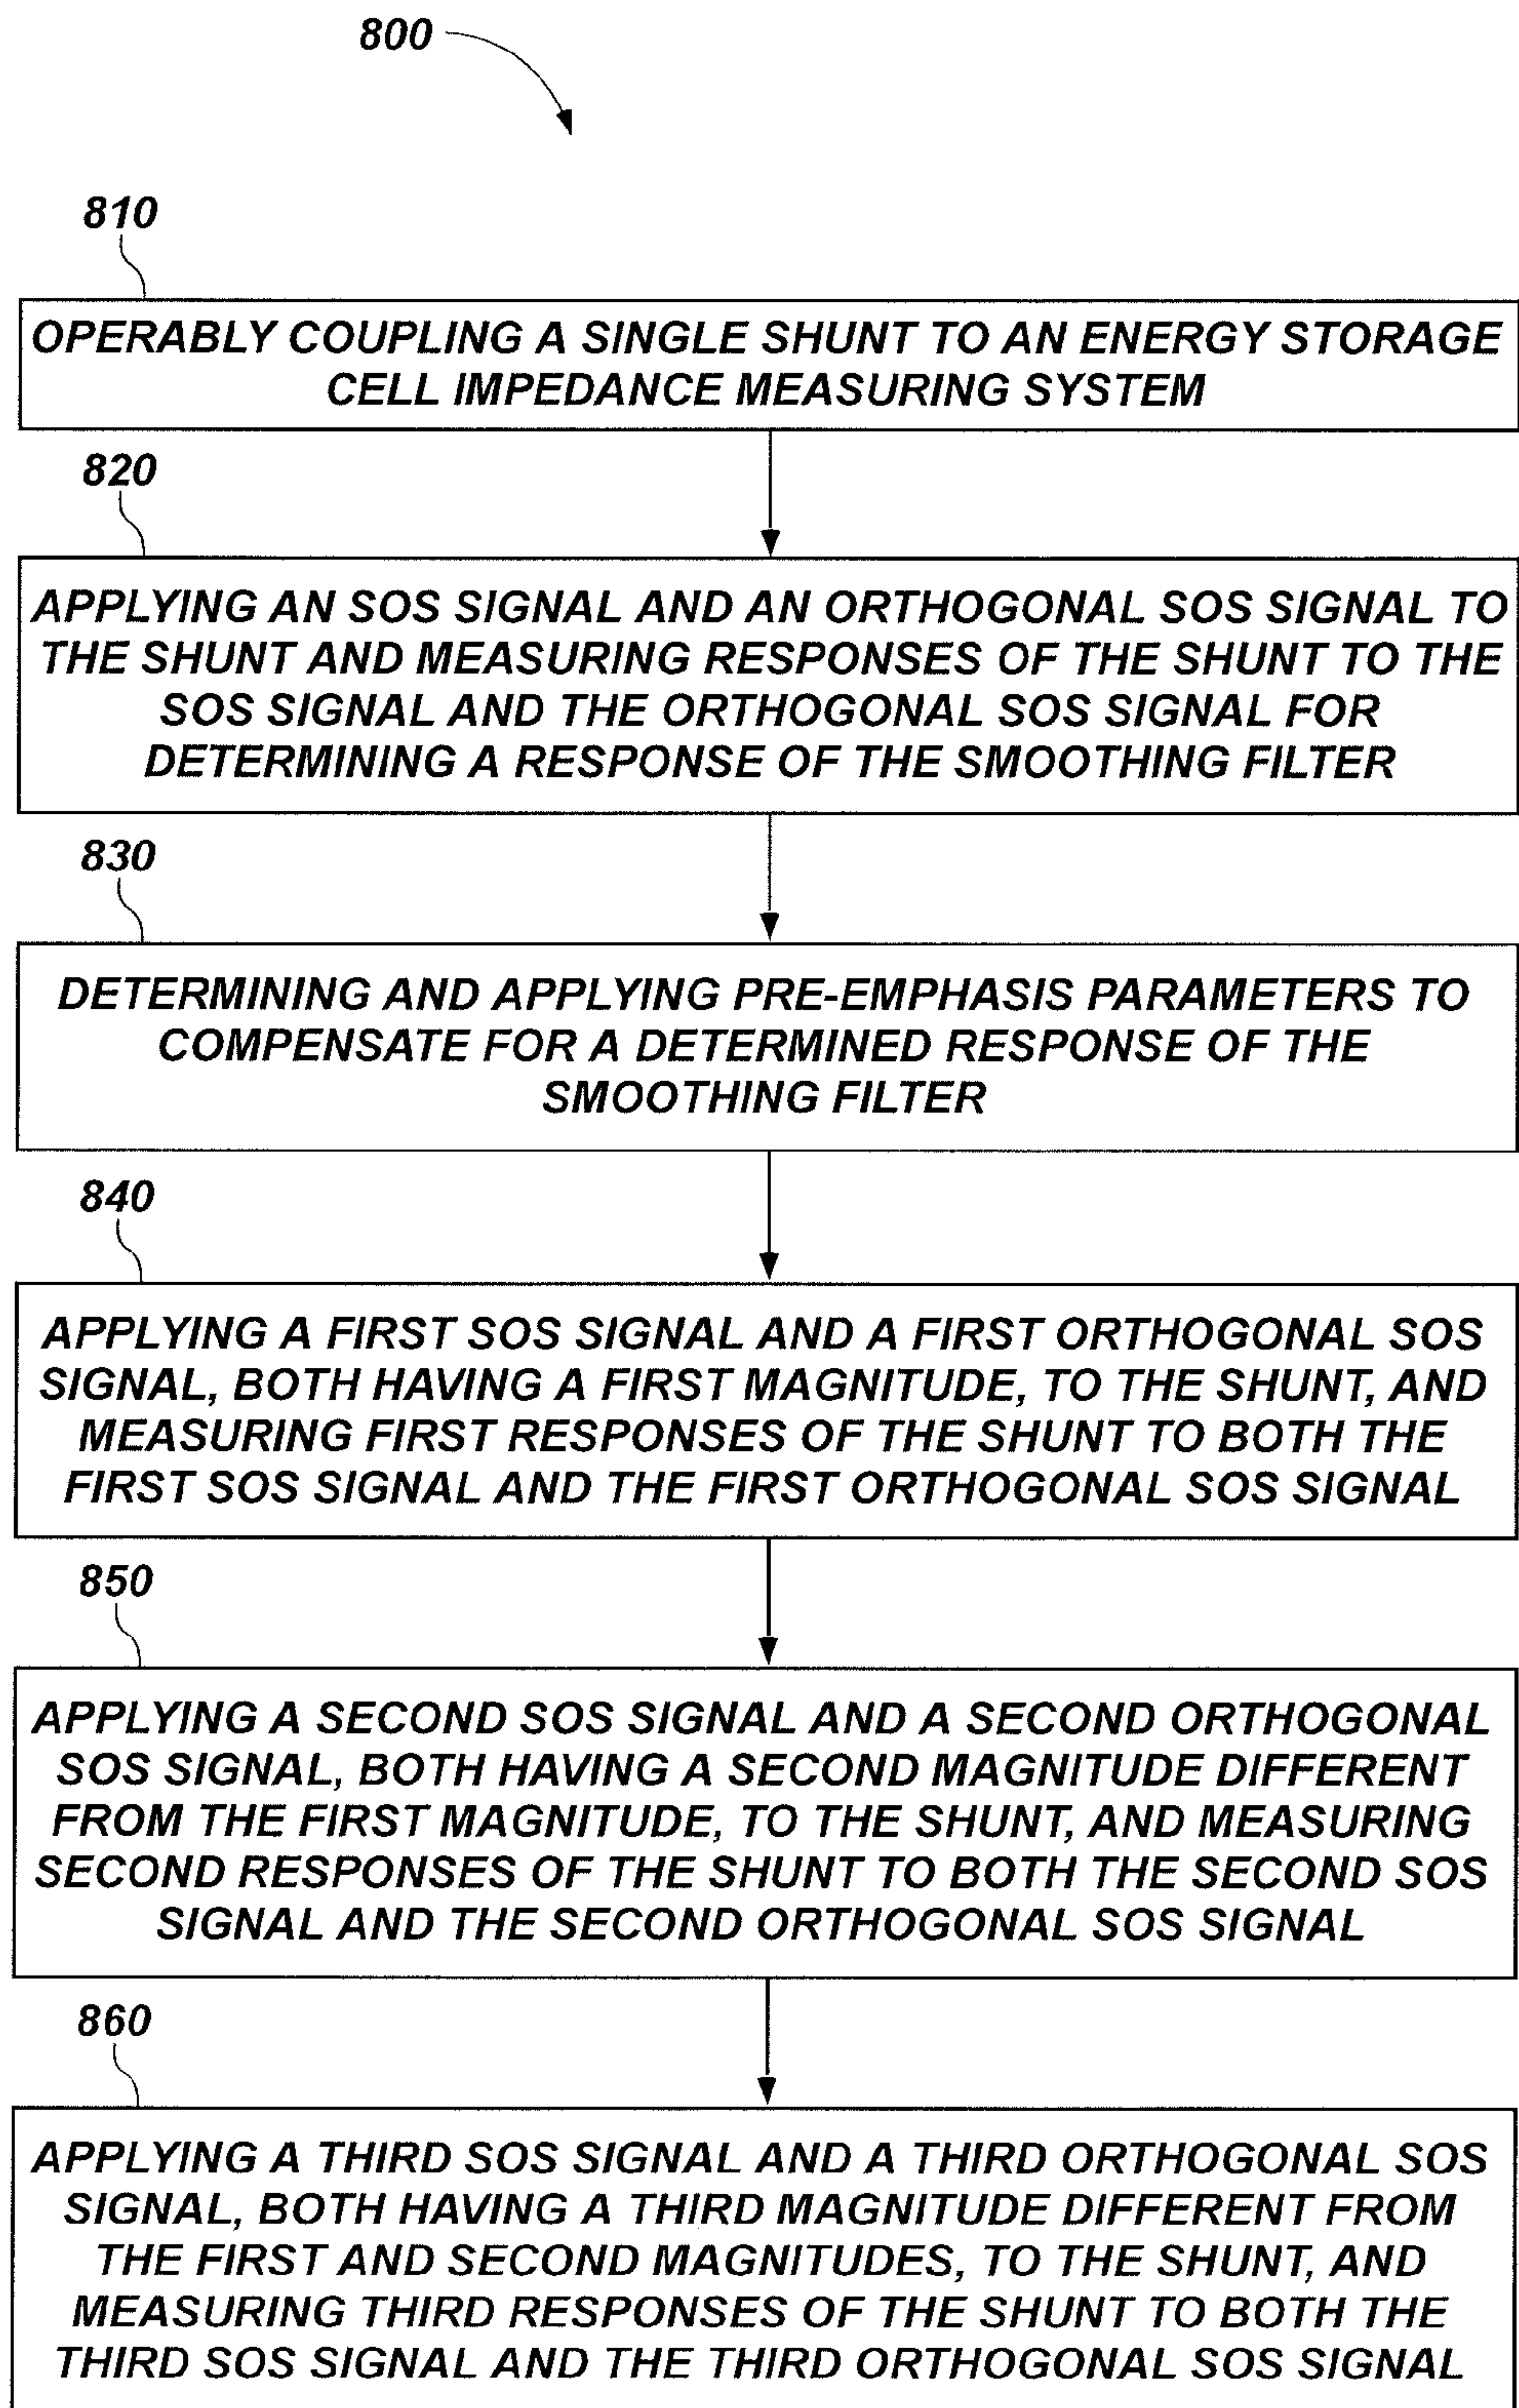 800
810
OPERABLY COUPLING A SINGLE SHUNT TO AN ENERGY STORAGE
CELL IMPEDANCE MEASURING SYSTEM
820
APPLYING AN SOS SIGNAL AND AN ORTHOGONAL SOS SIGNAL TO
THE SHUNT AND MEASURING RESPONSES OF THE SHUNT TO THE
SOS SIGNAL AND THE ORTHOGONAL SOS SIGNAL FOR
DETERMINING A RESPONSE OF THE SMOOTHING FILTER
830
DETERMINING AND APPLYING PRE-EMPHASIS PARAMETERS TO
COMPENSATE FOR A DETERMINED RESPONSE OF THE
SMOOTHING FILTER
840
APPLYING A FIRST SOS SIGNAL AND A FIRST ORTHOGONAL SOS
SIGNAL, BOTH HAVING A FIRST MAGNITUDE, TO THE SHUNT, AND
MEASURING FIRST RESPONSES OF THE SHUNT TO BOTH THE
FIRST SOS SIGNAL AND THE FIRST ORTHOGONAL SOS SIGNAL
850
APPLYING A SECOND SOS SIGNAL AND A SECOND ORTHOGONAL
SOS SIGNAL, BOTH HAVING A SECOND MAGNITUDE DIFFERENT
FROM THE FIRST MAGNITUDE, TO THE SHUNT, AND MEASURING
SECOND RESPONSES OF THE SHUNT TO BOTH THE SECOND SOS
SIGNAL AND THE SECOND ORTHOGONAL SOS SIGNAL
860
APPLYING A THIRD SOS SIGNAL AND A THIRD ORTHOGONAL SOS
SIGNAL, BOTH HAVING A THIRD MAGNITUDE DIFFERENT FROM
THE FIRST AND SECOND MAGNITUDES, TO THE SHUNT, AND
MEASURING THIRD RESPONSES OF THE SHUNT TO BOTH THE
THIRD SOS SIGNAL AND THE THIRD ORTHOGONAL SOS SIGNAL